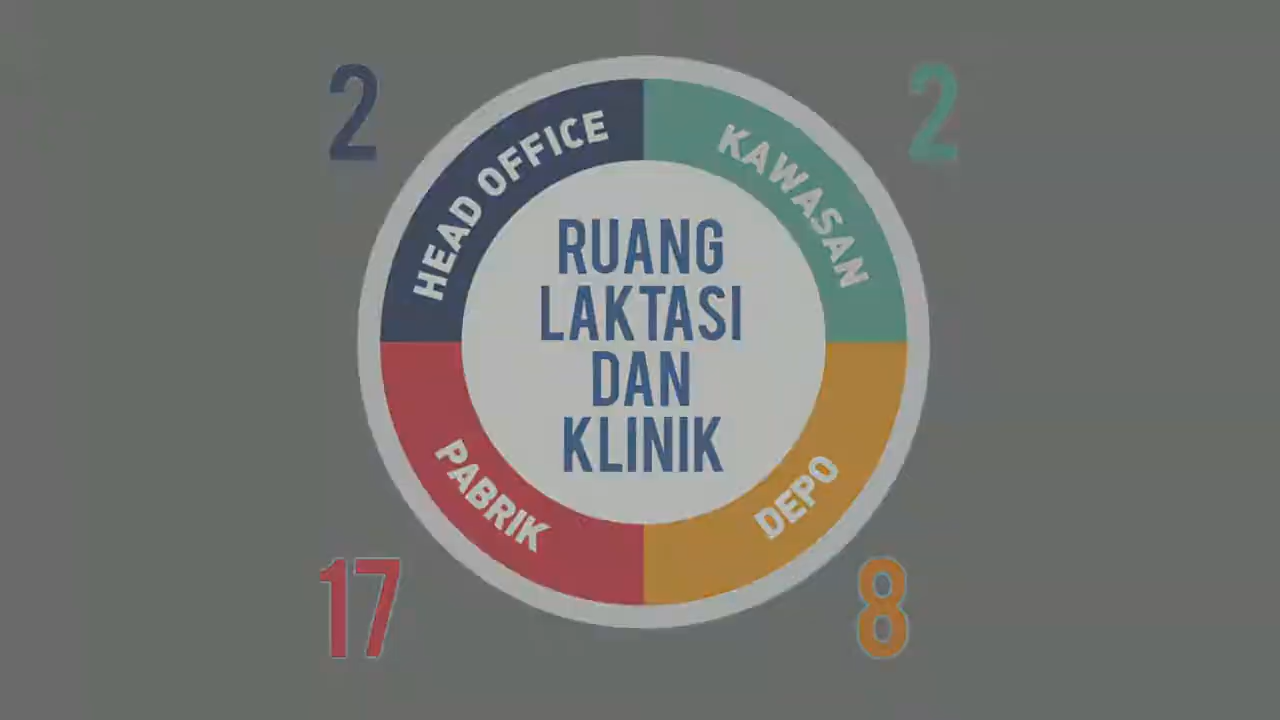 2
HEAD OFFICE
KAWASAN
2
RUANG
LAKTASI
DAN
KLINIK
PABRIK
DEPO
17
8